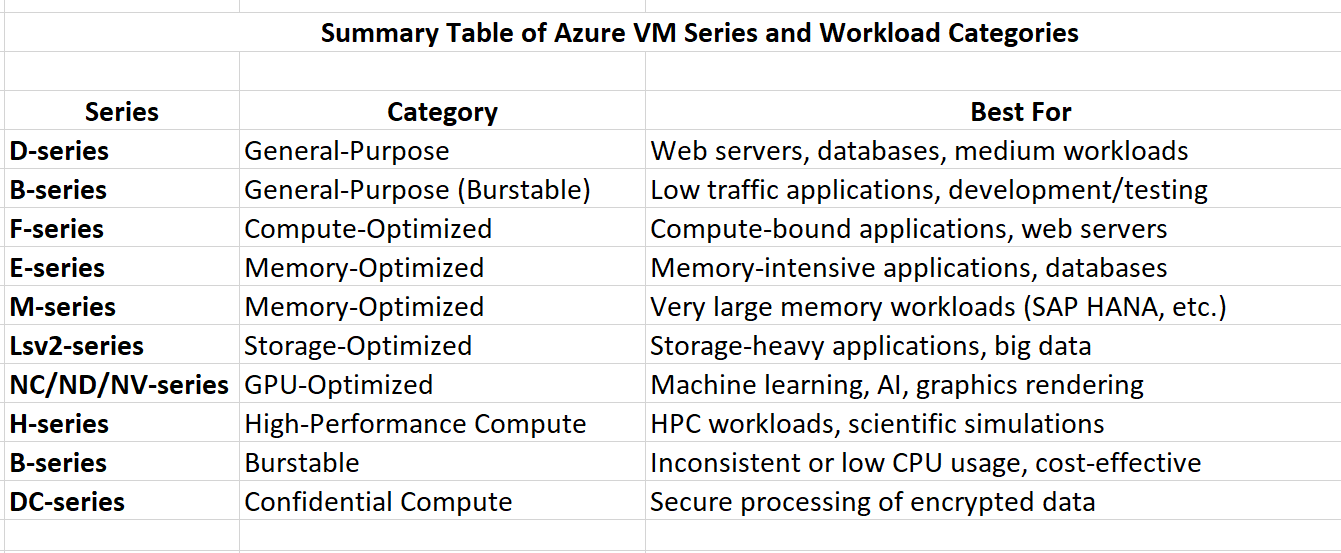 Summary Table of Azure VM Series and Workload Categories
Series Category Best For
D-series General-Purpose Web servers, databases, medium workloads
B-series General-Purpose (Burstable) Low traffic applications, development/testing
F-series Compute-Optimized Compute-bound applications, web servers
E-series Memory-Optimized Memory-intensive applications, databases
M-series Memory-Optimized Very large memory workloads (SAP HANA, etc.)
Lsv2-series Storage-Optimized Storage-heavy applications, big data
NC/ND/NV-series GPU-Optimized Machine learning, AI, graphics rendering
H-series High-Performance Compute HPC workloads, scientific simulations
B-series Burstable Inconsistent or low CPU usage, cost-effective
DC-series Confidential Compute Secure processing of encrypted data